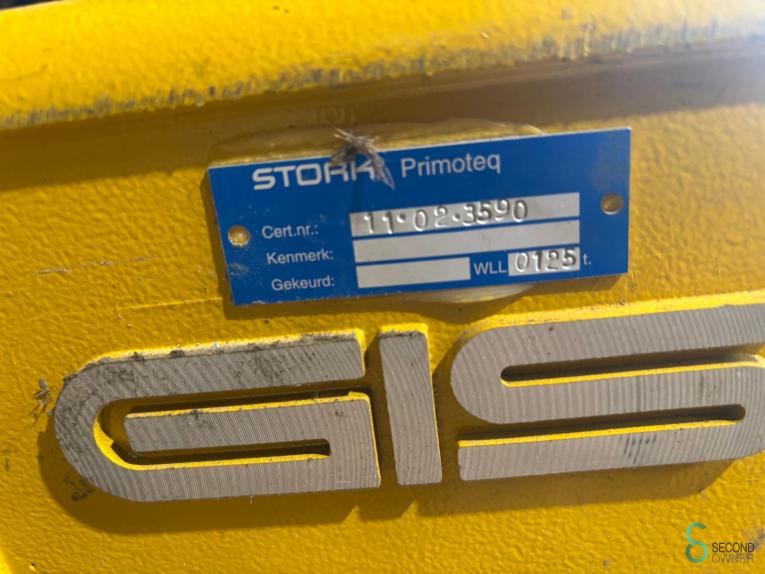 STORK Primoteq
Cert.nr.: 11.02.3590
Kenmerk:
Gekeurd: WLL 0125 t.
GIS
SECOND
OWNER